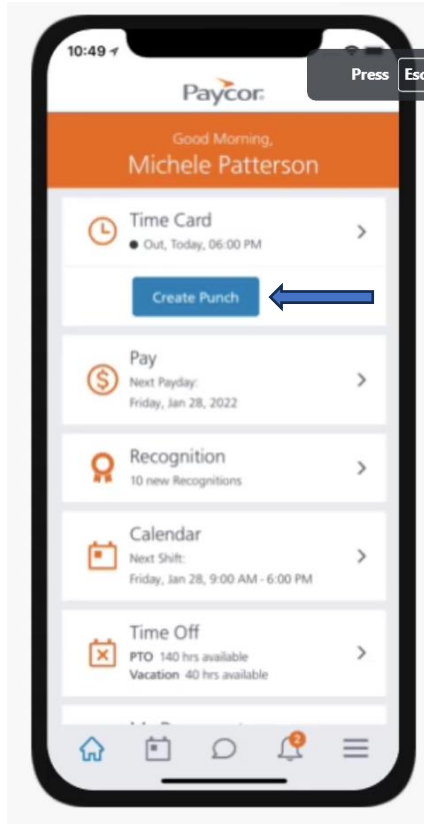 10:49
Press Esc
Paycor
Good Morning,
Michele Patterson
Time Card
Out, Today, 06:00 PM
Create Punch
Pay
Next Payday:
Friday, Jan 28, 2022
Recognition
10 new Recognitions
Calendar
Next Shift:
Friday, Jan 28, 9:00 AM - 6:00 PM
Time Off
PTO 140 hrs available
Vacation 40 hrs available
2